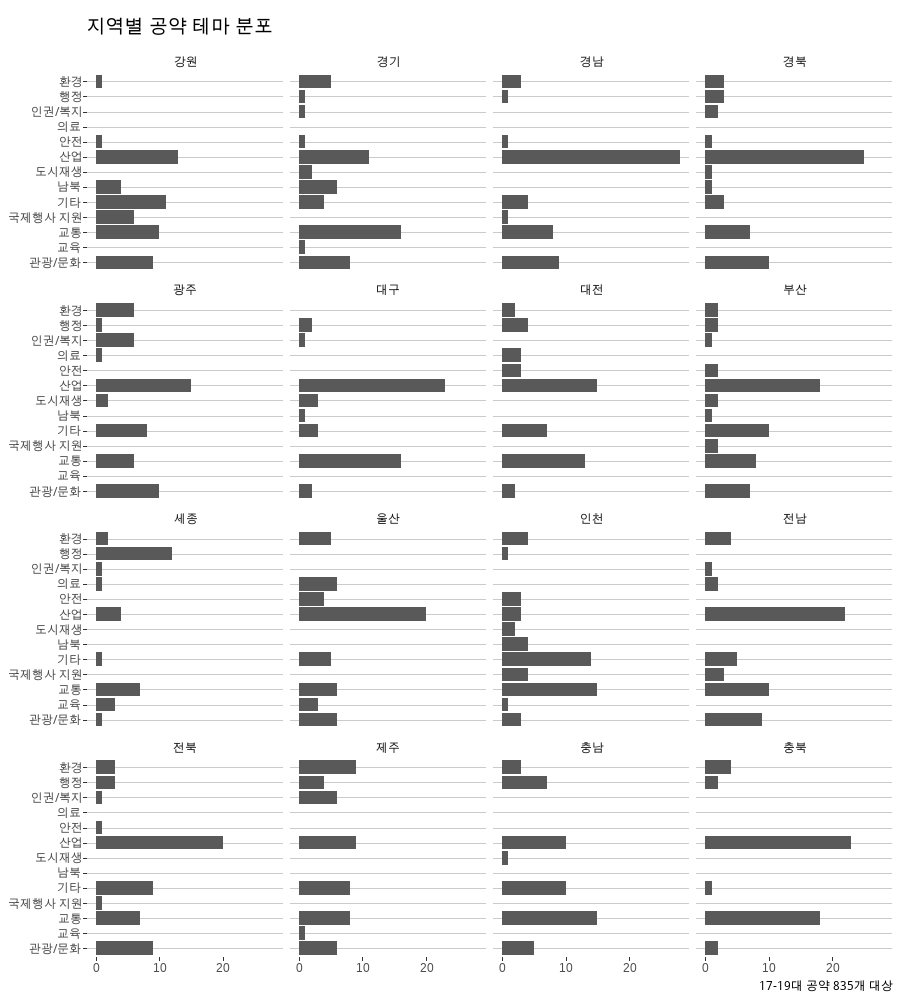 지역별 공약 테마 분포
강원 경기 경남 경북
환경
행정
인권/복지
의료
안전
산업
도시재생
남북
기타
국제행사 지원
교통
교육
관광/문화
광주 대구 대전 부산
환경
행정
인권/복지
의료
안전
산업
도시재생
남북
기타
국제행사 지원
교통
교육
관광/문화
세종 울산 인천 전남
환경
행정
인권/복지
의료
안전
산업
도시재생
남북
기타
국제행사 지원
교통
교육
관광/문화
전북 제주 충남 충북
환경
행정
인권/복지
의료
안전
산업
도시재생
남북
기타
국제행사 지원
교통
교육
관광/문화
0 10 20 0 10 20 0 10 20 0 10 20
17-19대 공약 835개 대상